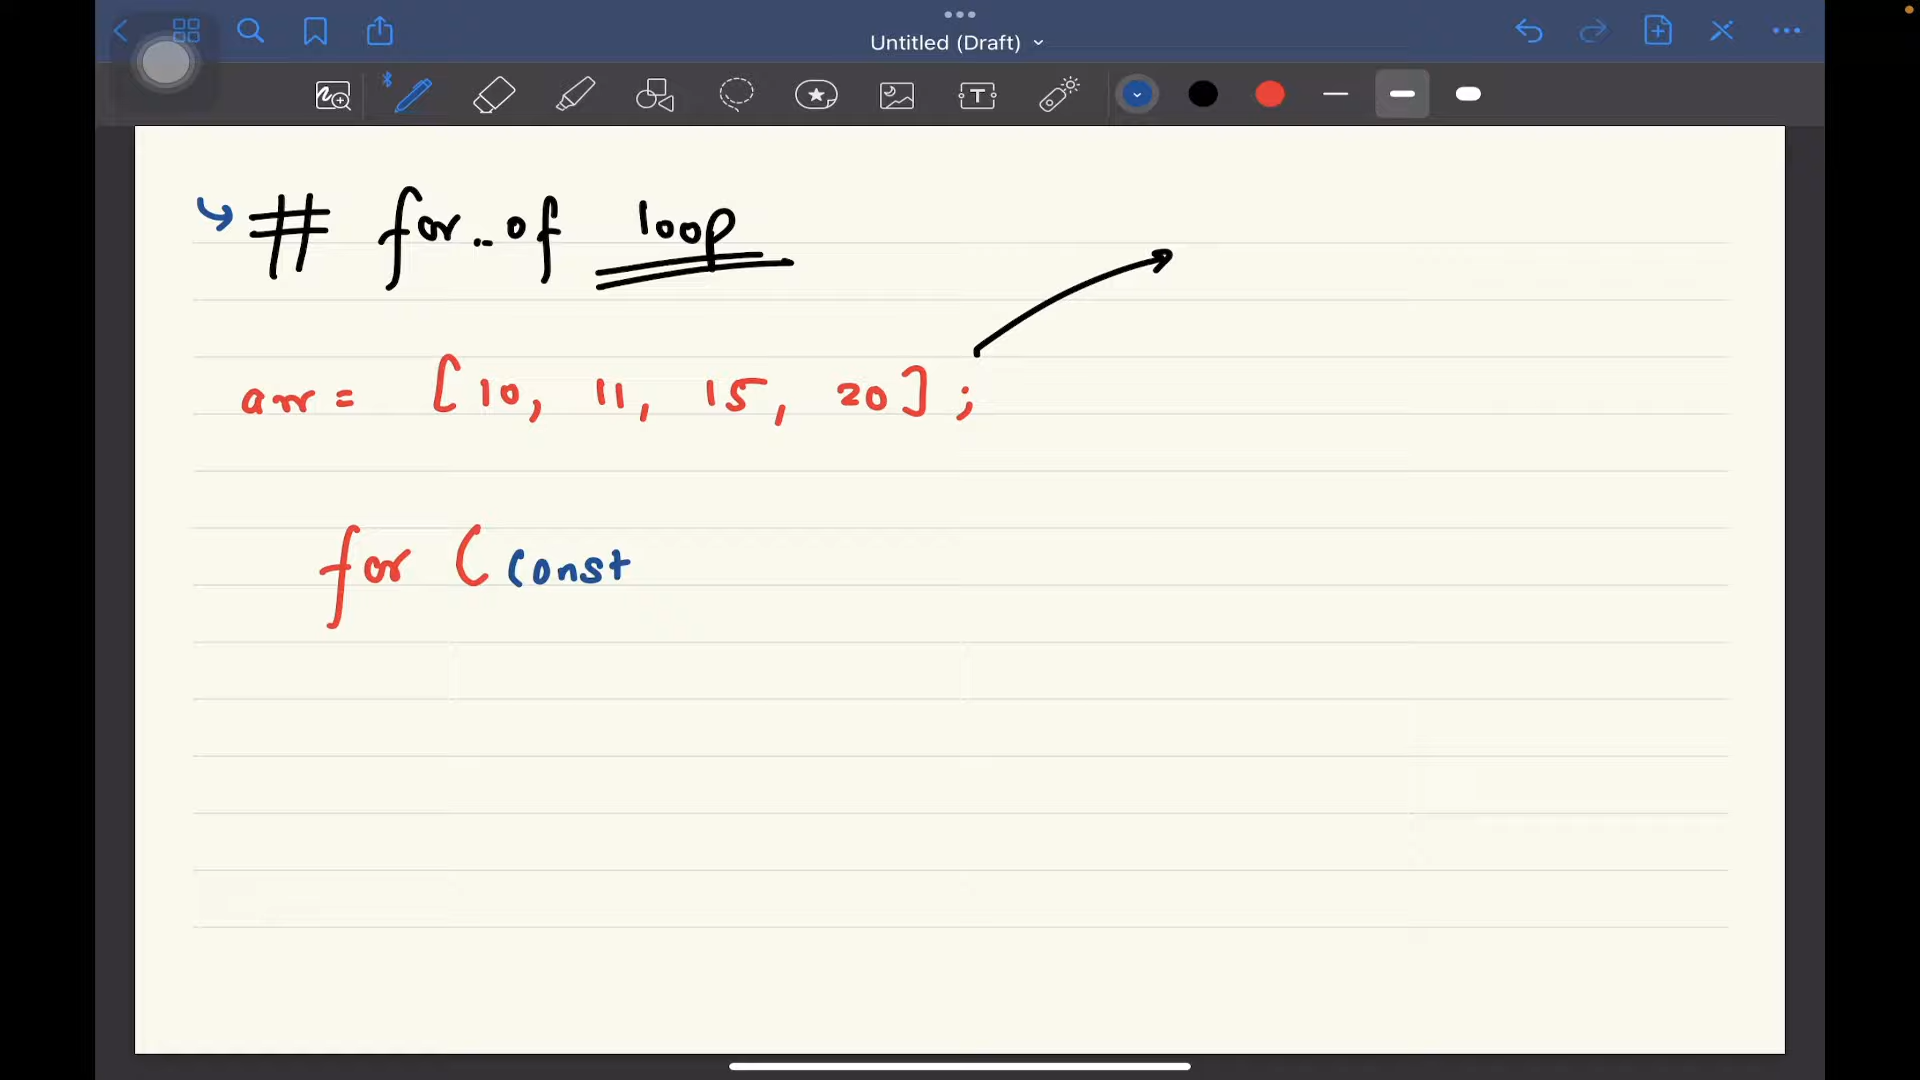 Untitled (Draft)
# for..of loop
arr = [10, 11, 15, 20];
for (const